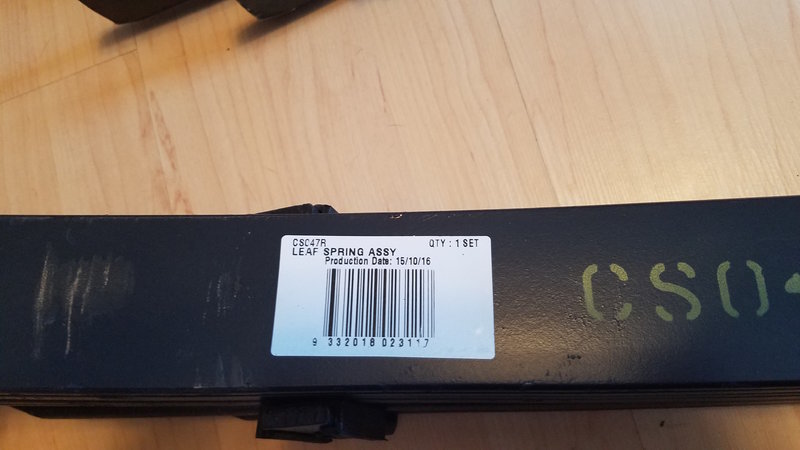 CS047R QTY : 1 SET
LEAF SPRING ASSY
Production Date: 15/10/16
9 332018 023117
CS0